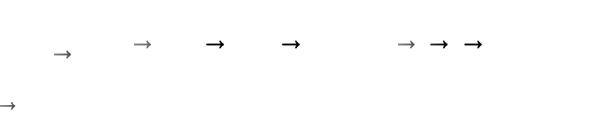 → → → → → → →
→